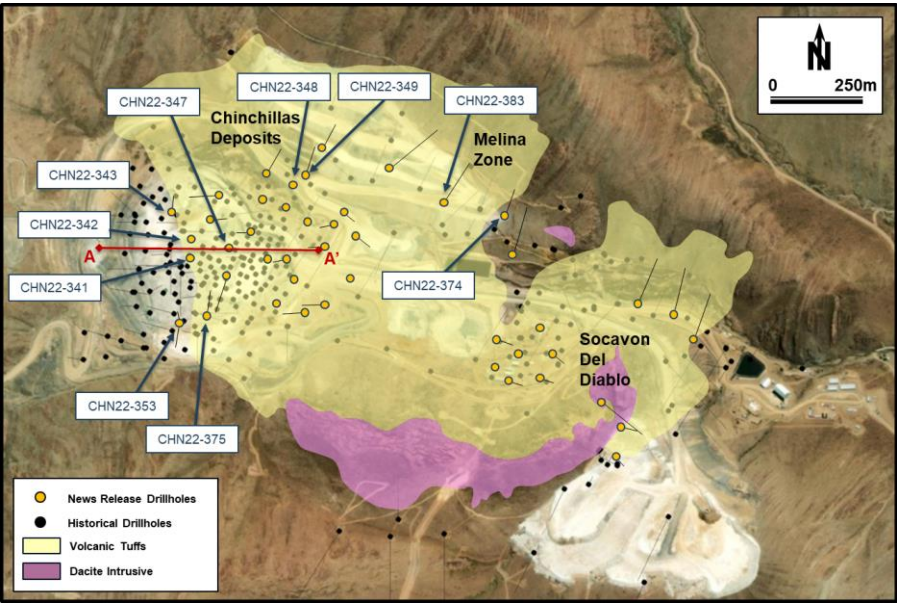 CHN22-348
CHN22-349
CHN22-347
CHN22-383
Chinchillas
Deposits
Melina
Zone
CHN22-343
CHN22-342
A
A'
CHN22-341
CHN22-374
Socavon
Del
Diablo
CHN22-353
CHN22-375
N
0 250m
News Release Drillholes
Historical Drillholes
Volcanic Tuffs
Dacite Intrusive